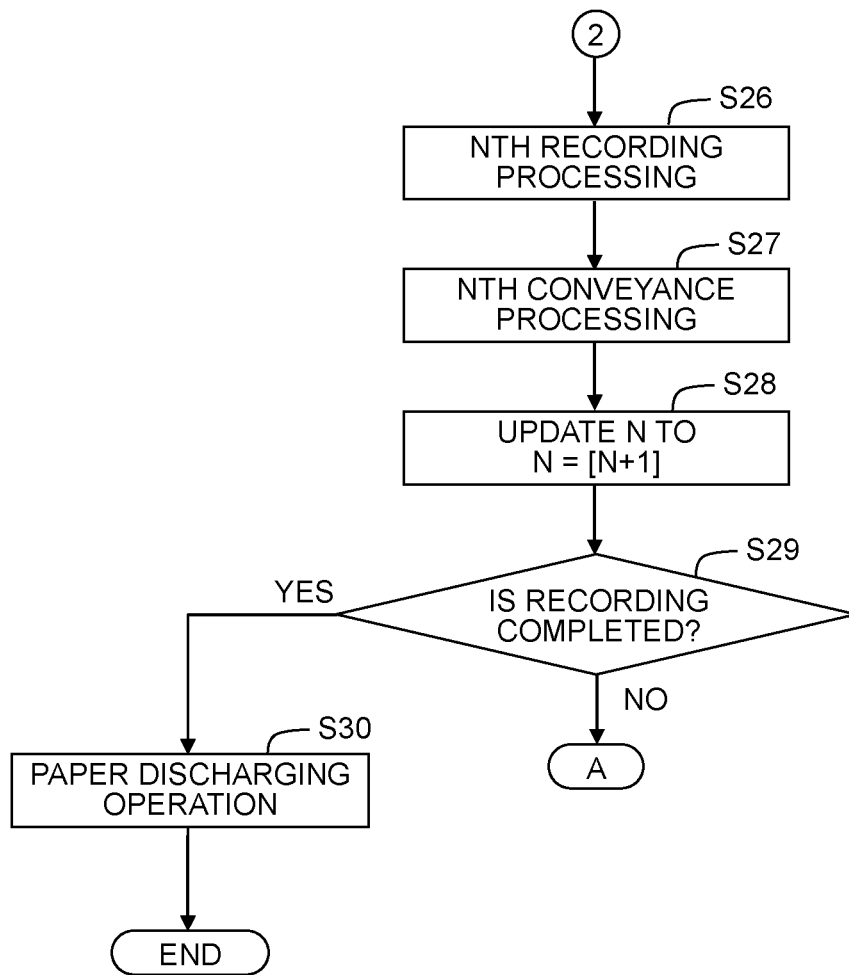 2
S26
NTH RECORDING
PROCESSING
S27
NTH CONVEYANCE
PROCESSING
S28
UPDATE N TO
N = [N+1]
S29
YES
IS RECORDING
COMPLETED?
NO
S30
A
PAPER DISCHARGING
OPERATION
END